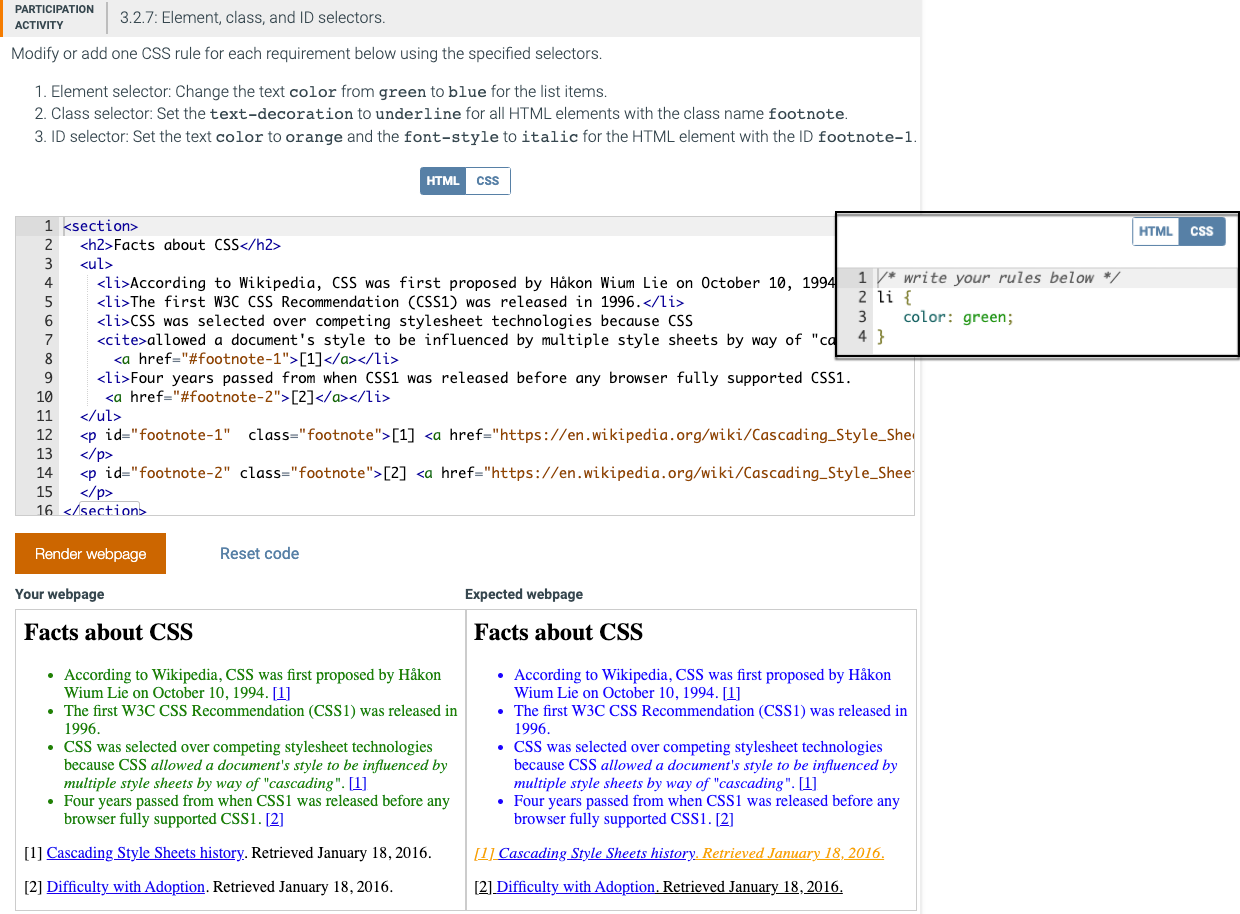 PARTICIPATION
ACTIVITY
3.2.7: Element, class, and ID selectors.
Modify or add one CSS rule for each requirement below using the specified selectors.
1. Element selector: Change the text color from green to blue for the list items.
2. Class selector: Set the text-decoration to underline for all HTML elements with the class name footnote.
3. ID selector: Set the text color to orange and the font-style to italic for the HTML element with the ID footnote-1.
HTML CSS
1 <section>
2 <h2>Facts about CSS</h2>
3 <ul>
4 <li>According to Wikipedia, CSS was first proposed by Håkon Wium Lie on October 10, 1994
5 <li>The first W3C CSS Recommendation (CSS1) was released in 1996.</li>
6 <li>CSS was selected over competing stylesheet technologies because CSS
7 <cite>allowed a document's style to be influenced by multiple style sheets by way of "ca
8 <a href="#footnote-1">[1]</a></li>
9 <li>Four years passed from when CSS1 was released before any browser fully supported CSS1.
10 <a href="#footnote-2">[2]</a></li>
11 </ul>
12 <p id="footnote-1"  class="footnote">[1] <a href="https://en.wikipedia.org/wiki/Cascading_Style_Shee
13 </p>
14 <p id="footnote-2" class="footnote">[2] <a href="https://en.wikipedia.org/wiki/Cascading_Style_Sheet
15 </p>
16 </section>
HTML CSS
1 /* write your rules below */
2 li {
3 color: green;
4 }
Render webpage
Reset code
Your webpage
Facts about CSS
• According to Wikipedia, CSS was first proposed by Håkon
Wium Lie on October 10, 1994. [1]
• The first W3C CSS Recommendation (CSS1) was released in
1996.
• CSS was selected over competing stylesheet technologies
because CSS allowed a document's style to be influenced by
multiple style sheets by way of "cascading". [1]
• Four years passed from when CSS1 was released before any
browser fully supported CSS1. [2]
[1] Cascading Style Sheets history. Retrieved January 18, 2016.
[2] Difficulty with Adoption. Retrieved January 18, 2016.
Expected webpage
Facts about CSS
• According to Wikipedia, CSS was first proposed by Håkon
Wium Lie on October 10, 1994. [1]
• The first W3C CSS Recommendation (CSS1) was released in
1996.
• CSS was selected over competing stylesheet technologies
because CSS allowed a document's style to be influenced by
multiple style sheets by way of "cascading". [1]
• Four years passed from when CSS1 was released before any
browser fully supported CSS1. [2]
[1] Cascading Style Sheets history. Retrieved January 18, 2016.
[2] Difficulty with Adoption. Retrieved January 18, 2016.